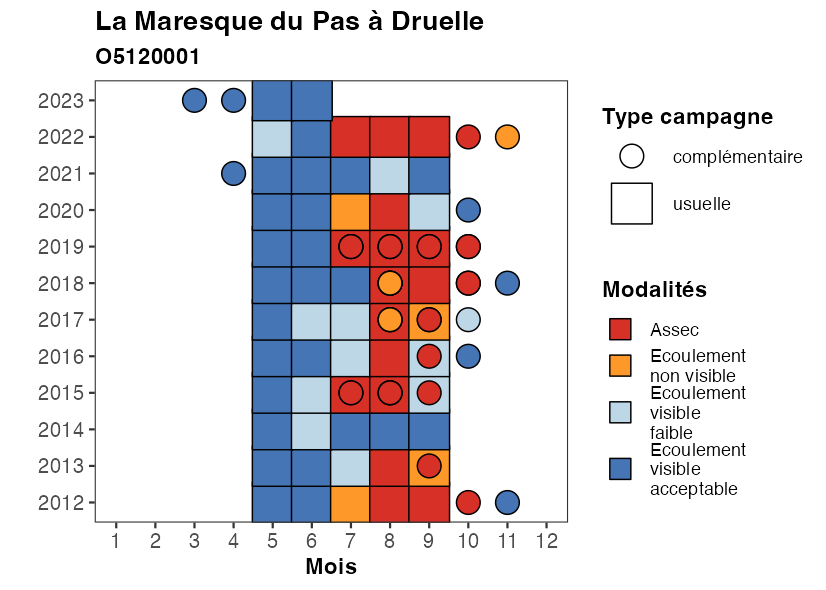 La Maresque du Pas à Druelle
O5120001
2023
2022
2021
2020
2019
2018
2017
2016
2015
2014
2013
2012
1 2 3 4 5 6 7 8 9 10 11 12
Mois
Type campagne
complémentaire
usuelle
Modalités
Assec
Ecoulement
non visible
Ecoulement
visible
faible
Ecoulement
visible
acceptable